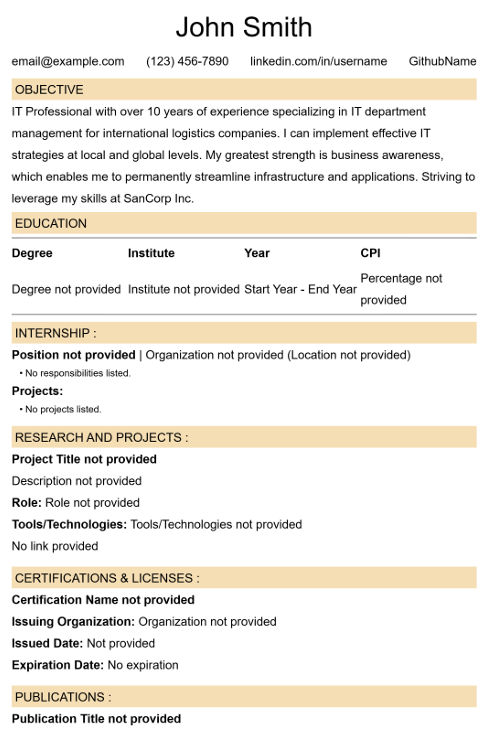 John Smith
email@example.com (123) 456-7890 linkedin.com/in/username GithubName
OBJECTIVE
IT Professional with over 10 years of experience specializing in IT department
management for international logistics companies. I can implement effective IT
strategies at local and global levels. My greatest strength is business awareness,
which enables me to permanently streamline infrastructure and applications. Striving to
leverage my skills at SanCorp Inc.
EDUCATION
Degree Institute Year CPI
Degree not provided Institute not provided Start Year - End Year Percentage not
provided
INTERNSHIP :
Position not provided | Organization not provided (Location not provided)
• No responsibilities listed.
Projects:
• No projects listed.
RESEARCH AND PROJECTS :
Project Title not provided
Description not provided
Role: Role not provided
Tools/Technologies: Tools/Technologies not provided
No link provided
CERTIFICATIONS & LICENSES :
Certification Name not provided
Issuing Organization: Organization not provided
Issued Date: Not provided
Expiration Date: No expiration
PUBLICATIONS :
Publication Title not provided